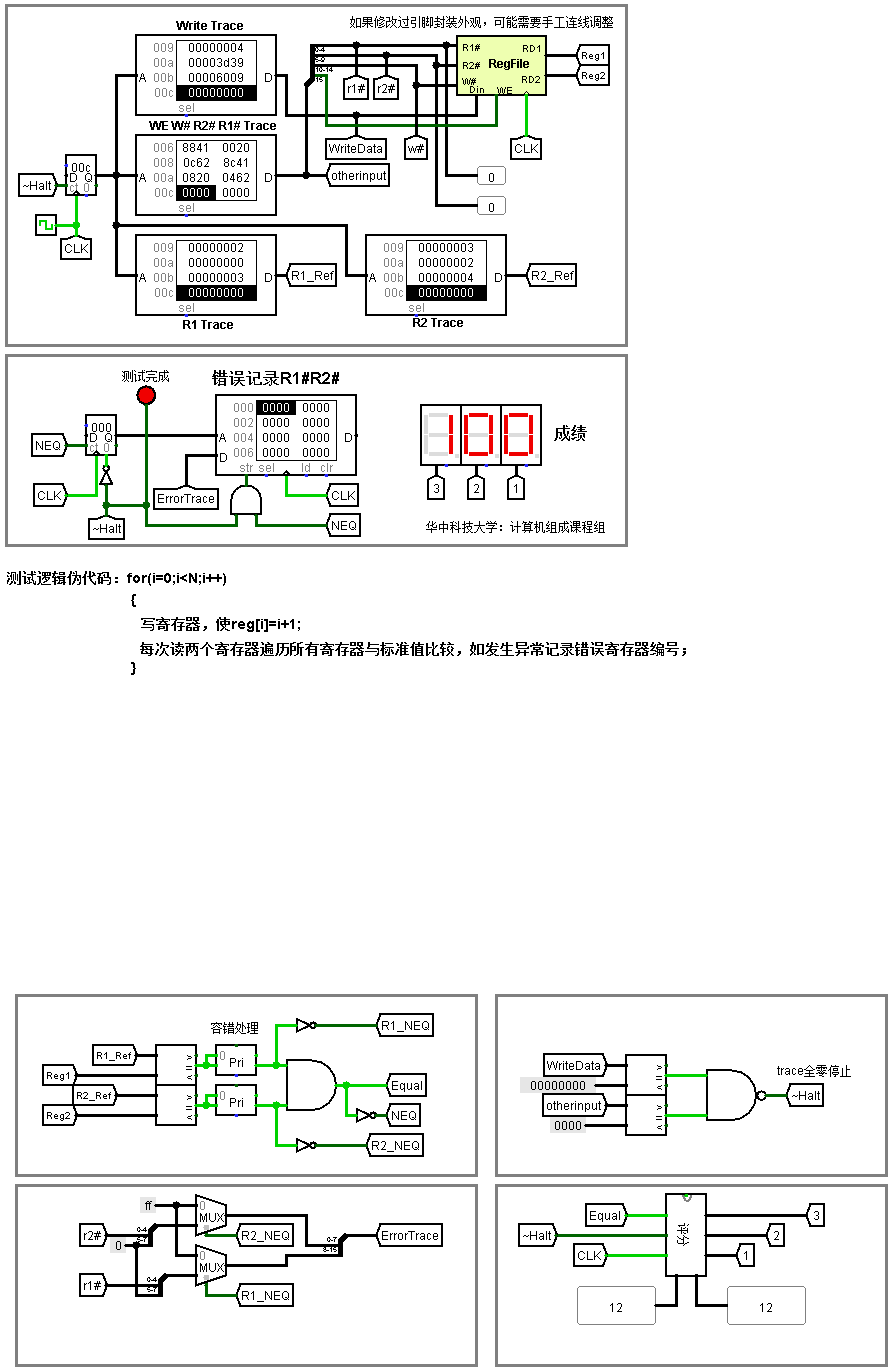 Write Trace
如果修改过引脚封装外观，可能需要手工连线调整
009 00000004
00a 00003d39
00b 00006009
00c 00000000
A
D
sel
0-4
5-9
10-14
15
r1#
r2#
R1# RD1
R2# RegFile
W# RD2
Din WE
Reg1
Reg2
WE W# R2# R1# Trace
WriteData
w#
CLK
006 8841 0020
008 0c62 8c41
00a 0820 0462
00c 0000 0000
D
sel
otherinput
0
0
~Halt
00c
D Q
ct 0
CLK
009 00000002
00a 00000000
00b 00000003
00c 00000000
A
D
sel
R1_Ref
R1 Trace
009 00000003
00a 00000002
00b 00000004
00c 00000000
A
D
sel
R2_Ref
R2 Trace
测试完成
错误记录R1#R2#
000 0000 0000
002 0000 0000
004 0000 0000
006 0000 0000
A
D
D
str sel ld clr
NEQ
000
D Q
ct 0
CLK
~Halt
ErrorTrace
CLK
NEQ
100
成绩
3
2
1
华中科技大学：计算机组成课程组
测试逻辑伪代码：for(i=0;i<N;i++)
{
写寄存器，使reg[i]=i+1;
每次读两个寄存器遍历所有寄存器与标准值比较，如发生异常记录错误寄存器编号；
}
容错处理
R1_NEQ
R1_Ref
Reg1
R2_Ref
Reg2
> = <
> = <
0
Pri
0
Pri
Equal
NEQ
R2_NEQ
WriteData
00000000
otherinput
0000
> = <
> = <
trace全零停止
~Halt
ff
0
MUX
r2#
0-4
5-7
0
R2_NEQ
0
MUX
r1#
0-4
5-7
R1_NEQ
0-7
8-15
ErrorTrace
Equal
~Halt
CLK
评分
3
2
1
12
12